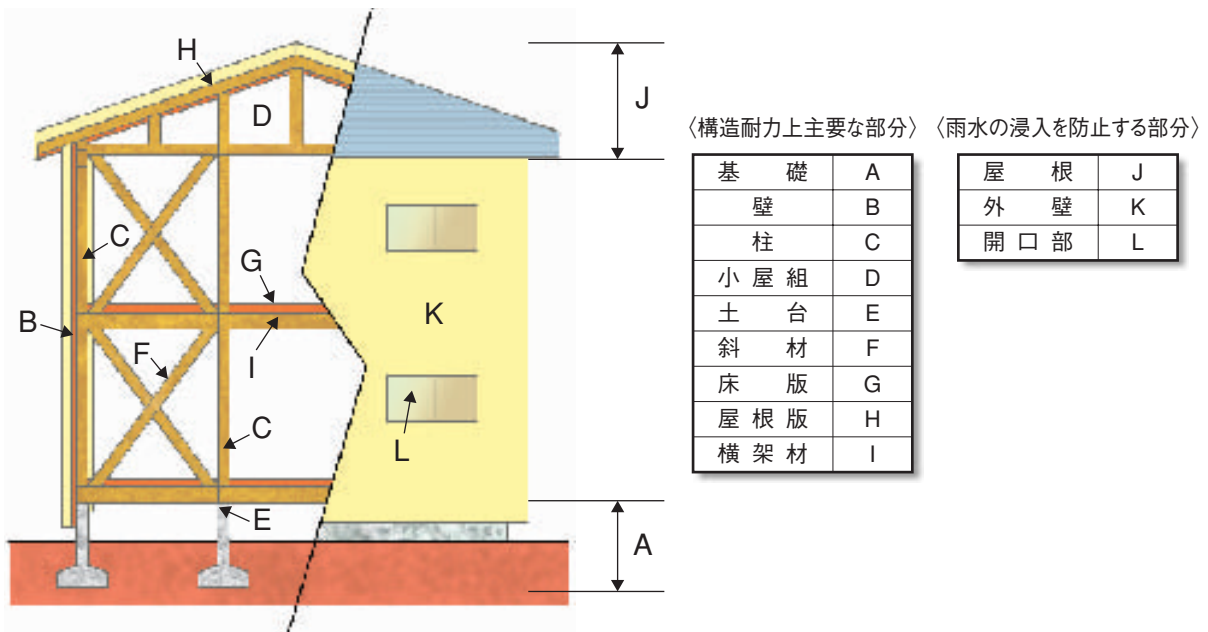 H
D
J
C
G
B
K
F
I
C
L
E
A
〈構造耐力上主要な部分〉
基礎 A
壁 B
柱 C
小屋組 D
土台 E
斜材 F
床版 G
屋根版 H
横架材 I
〈雨水の浸入を防止する部分〉
屋根 J
外壁 K
開口部 L